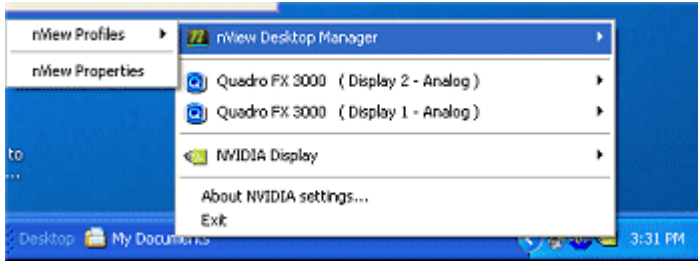 nView Profiles
nView Properties
nView Desktop Manager
Quadro FX 3000 ( Display 2 - Analog )
Quadro FX 3000 ( Display 1 - Analog )
NVIDIA Display
About NVIDIA settings...
Exit
to
...
Desktop
My Documents
3:31 PM